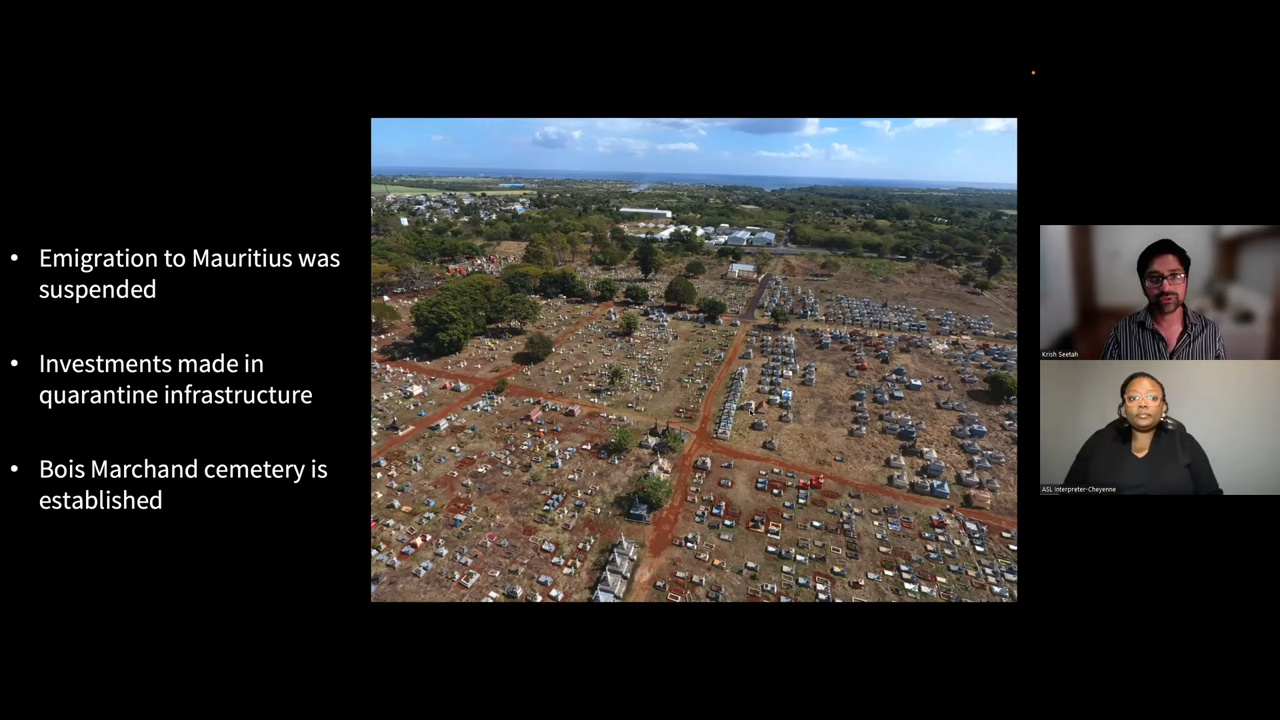 • Emigration to Mauritius was
suspended
• Investments made in
quarantine infrastructure
• Bois Marchand cemetery is
established
Krish Seetah
ASL Interpreter-Cheyenne